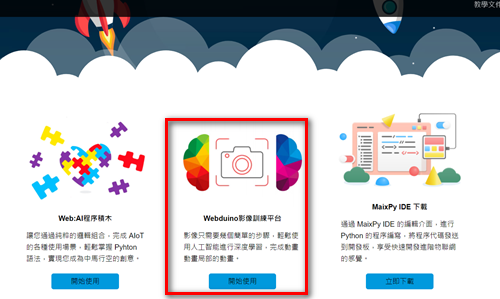 教學文件
Web:AI程序積木
Webduino影像訓練平台
MaixPy IDE 下載
讓您通過純粹的邏輯組合，完成 AIoT
的各種使用場景，輕鬆掌握 Pyhton
語法，實現您成為中馬行空的創意。
影像只需要幾個簡單的步驟，輕鬆使
用人工智能進行深度學習，完成動畫
動畫局部的動畫。
通過 MaixPy IDE 的編輯介面，進行
Python 的程序編寫，將程序代碼發送
到開發板，享受快速開發進階物聯網
的感覺。
開始使用
開始使用
立即下載